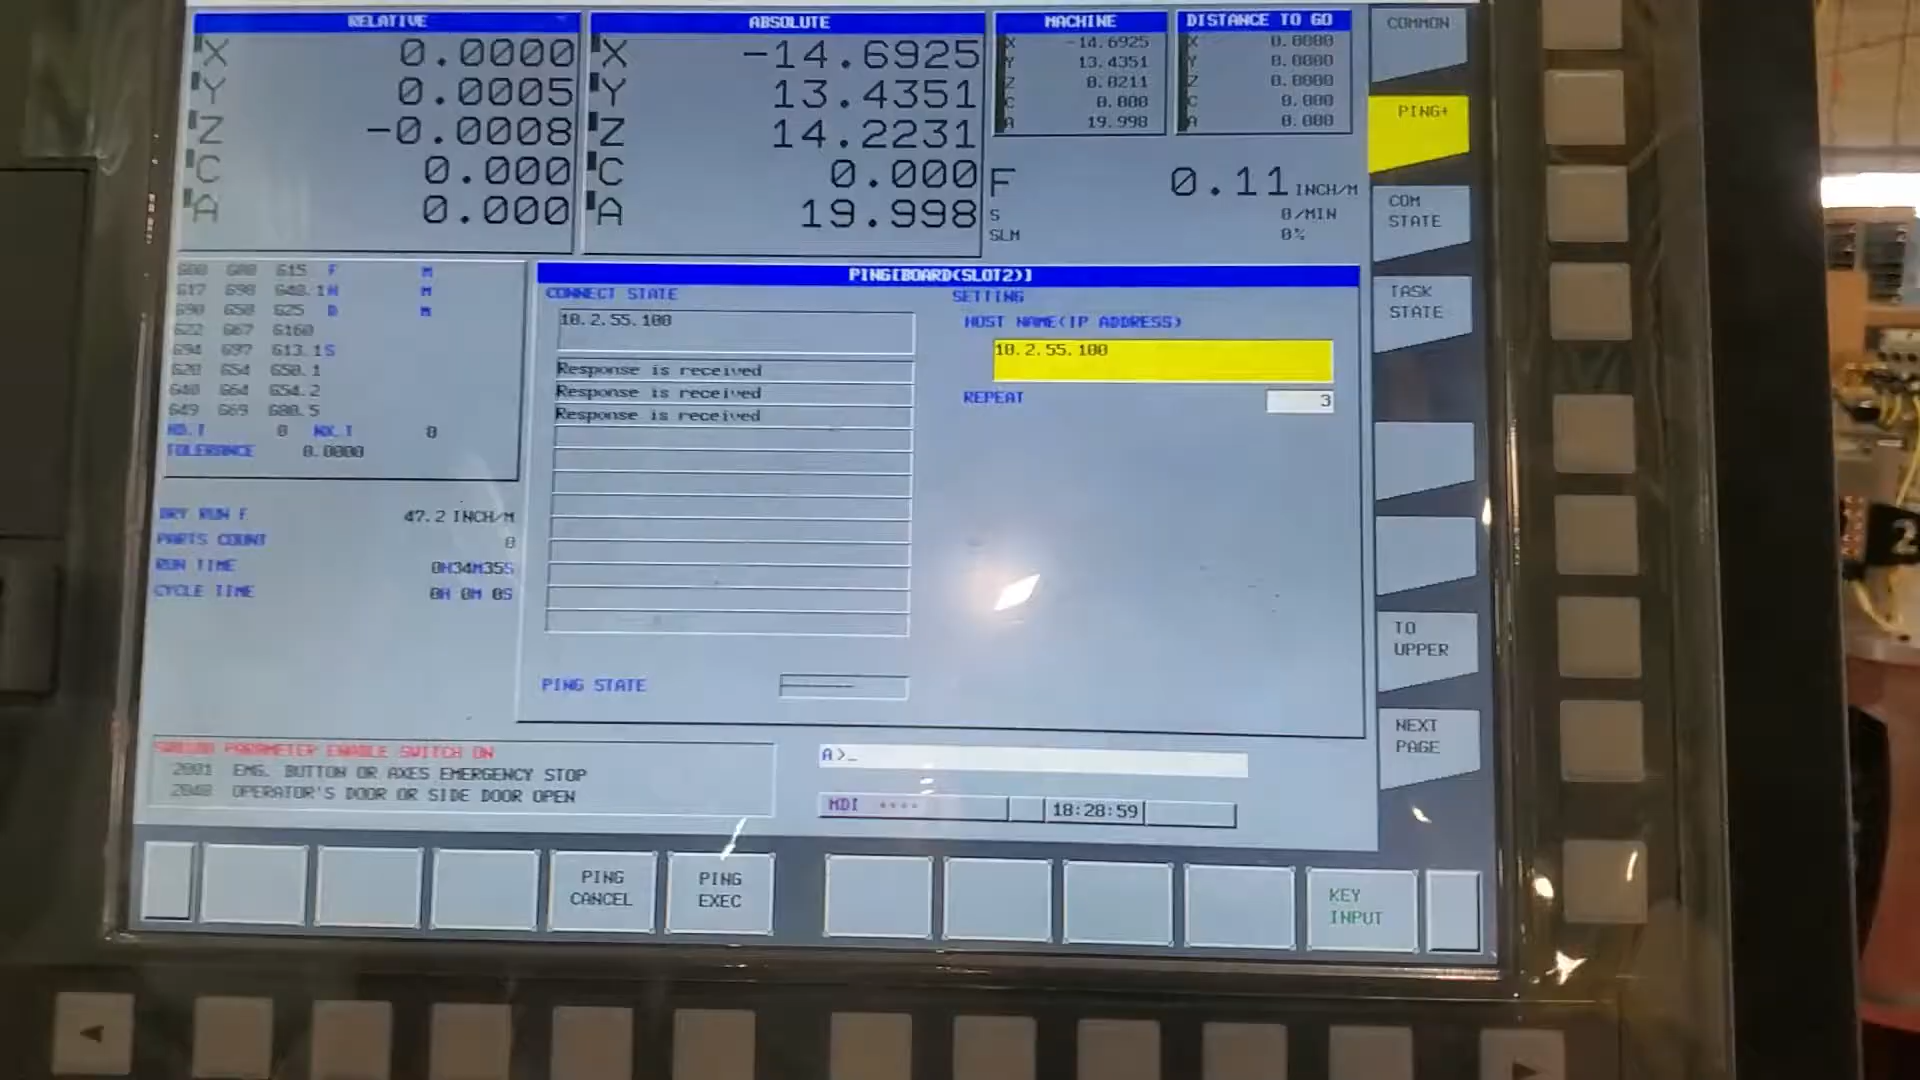 RELATIVE
X 0.0000
Y 0.0005
Z -0.0008
C 0.000
A 0.000
ABSOLUTE
X -14.6925
Y 13.4351
Z 14.2231
C 0.000
A 19.998
MACHINE
X -14.6925
Y 13.4351
Z 0.0211
C 0.000
A 19.998
DISTANCE TO GO
X 0.0000
Y 0.0000
Z 0.0000
C 0.000
A 0.000
F 0.11 INCH/M
S 0/MIN
SLM 0%
G00 G80 G15 F M
G17 G98 G40.1 H M
G90 G50 G25 D M
G22 G67 G160
G94 G97 G13.1 S
G20 G54 G50.1
G40 G64 G54.2
G49 G69 G80.5
HD.T 0 NX.T 0
TOLERANCE 0.0000
DRY RUN F 47.2 INCH/M
PARTS COUNT 0
RUN TIME 0H34M35S
CYCLE TIME 0H 0M 0S
PING[BOARD(SLOT2)]
CONNECT STATE
10.2.55.100
Response is received
Response is received
Response is received
PING STATE
SETTING
HOST NAME(IP ADDRESS)
10.2.55.100
REPEAT 3
SW0100 PARAMETER ENABLE SWITCH ON
2001 EMG. BUTTON OR AXES EMERGENCY STOP
2040 OPERATOR'S DOOR OR SIDE DOOR OPEN
A>_
MDI ****
18:28:59
COMMON
PING+
COM
STATE
TASK
STATE
TO
UPPER
NEXT
PAGE
PING
CANCEL
PING
EXEC
KEY
INPUT
2